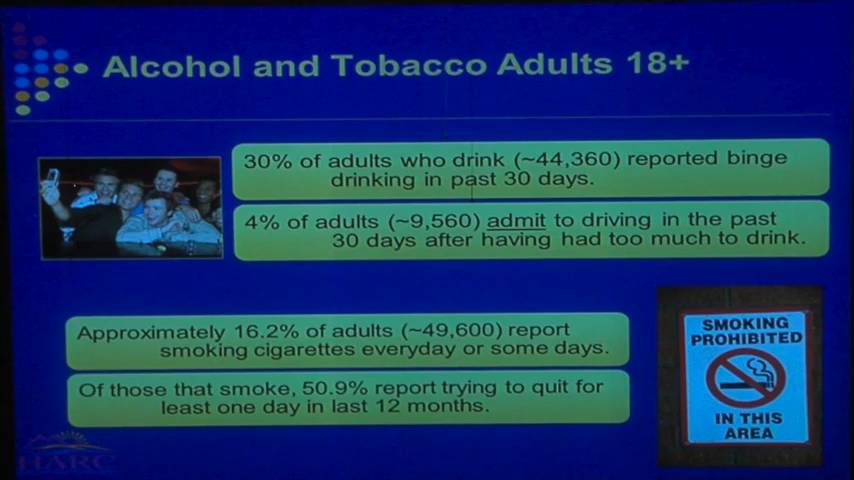 Alcohol and Tobacco Adults 18+
30% of adults who drink (~44,360) reported binge
drinking in past 30 days.
4% of adults (~9,560) admit to driving in the past
30 days after having had too much to drink.
Approximately 16.2% of adults (~49,600) report
smoking cigarettes everyday or some days.
Of those that smoke, 50.9% report trying to quit for
least one day in last 12 months.
SMOKING
PROHIBITED
IN THIS
AREA
HARC